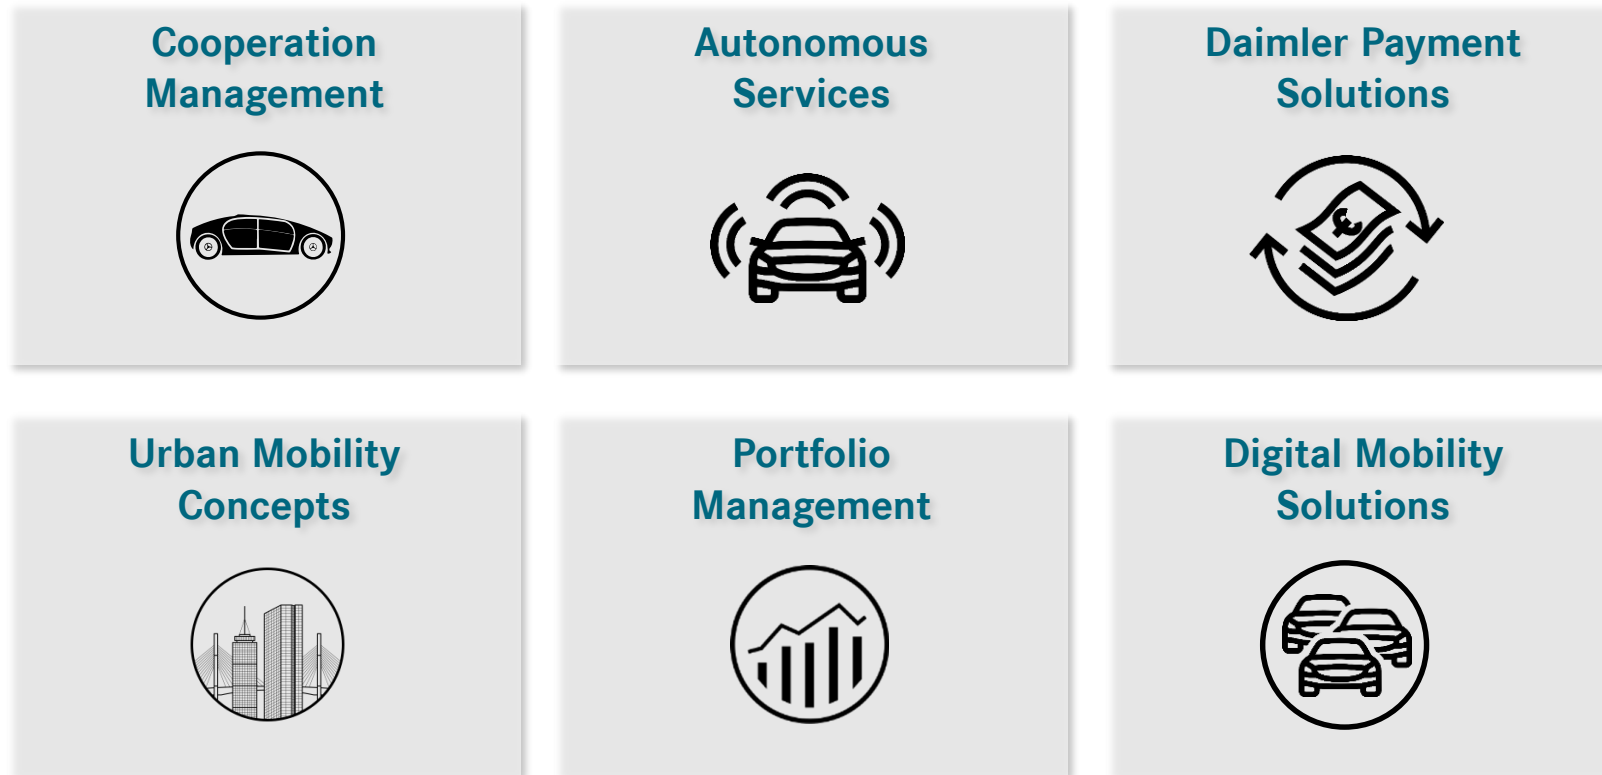 Cooperation
Management
Autonomous
Services
Daimler Payment
Solutions
Urban Mobility
Concepts
Portfolio
Management
Digital Mobility
Solutions